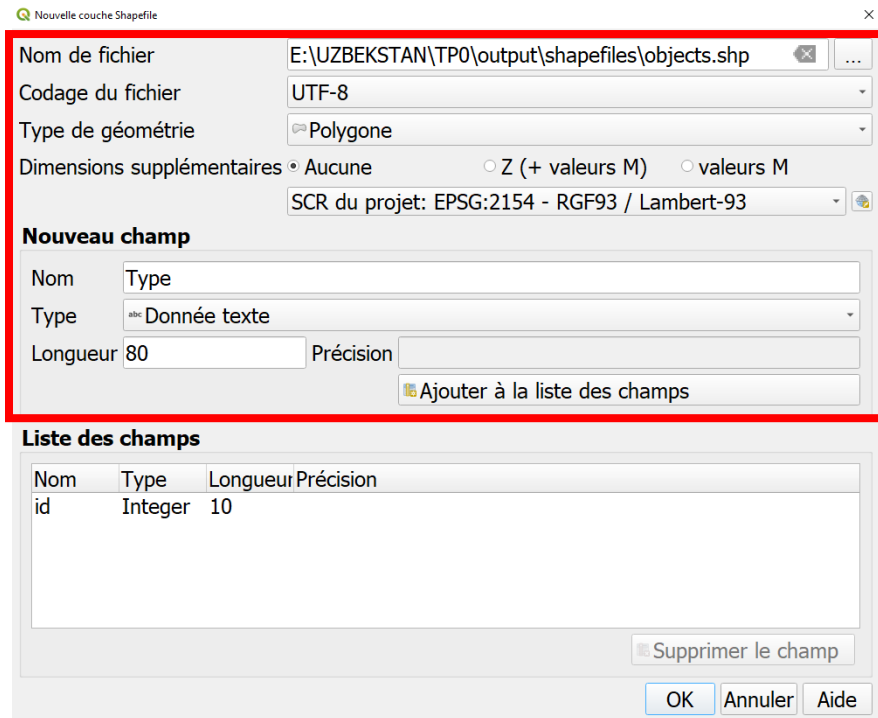 Nouvelle couche Shapefile
Nom de fichier E:\UZBEKSTAN\TP0\output\shapefiles\objects.shp ...
Codage du fichier UTF-8
Type de géométrie Polygone
Dimensions supplémentaires Aucune Z (+ valeurs M) valeurs M
SCR du projet: EPSG:2154 - RGF93 / Lambert-93
Nouveau champ
Nom Type
Type abc Donnée texte
Longueur 80 Précision
Ajouter à la liste des champs
Liste des champs
Nom Type Longueur Précision
id Integer 10
Supprimer le champ
OK Annuler Aide